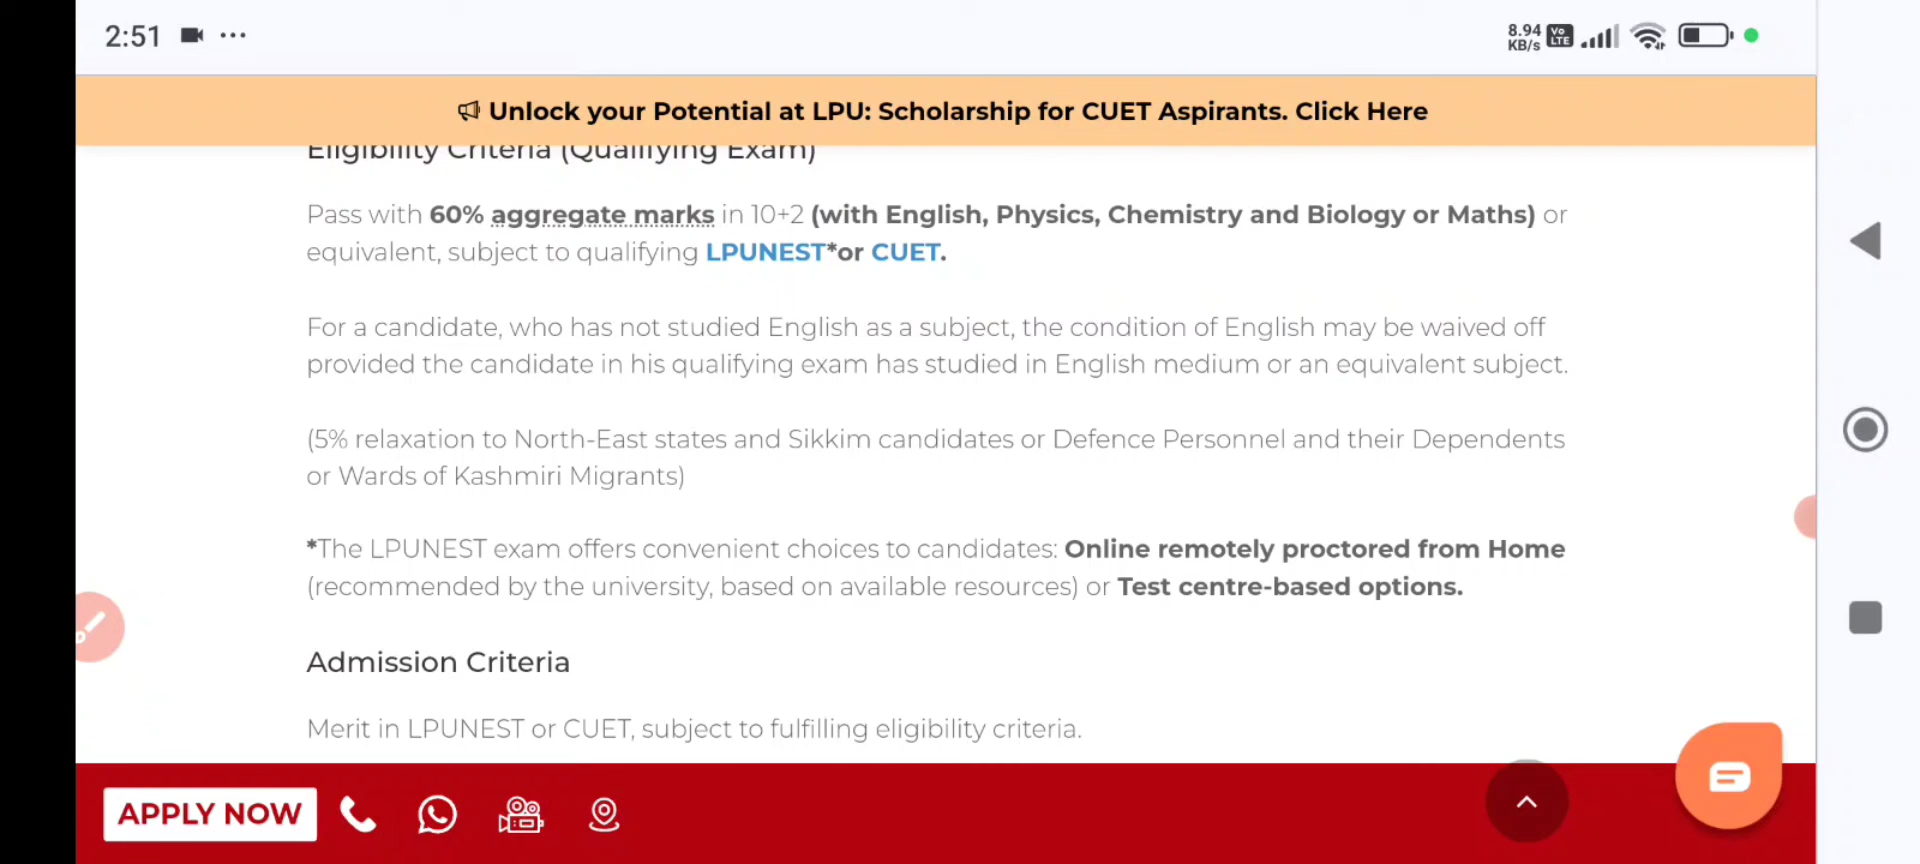 2:51
8.94
KB/s
Vo
LTE
Unlock your Potential at LPU: Scholarship for CUET Aspirants. Click Here
Eligibility Criteria (Qualifying Exam)
Pass with 60% aggregate marks in 10+2 (with English, Physics, Chemistry and Biology or Maths) or
equivalent, subject to qualifying LPUNEST*or CUET.
For a candidate, who has not studied English as a subject, the condition of English may be waived off
provided the candidate in his qualifying exam has studied in English medium or an equivalent subject.
(5% relaxation to North-East states and Sikkim candidates or Defence Personnel and their Dependents
or Wards of Kashmiri Migrants)
*The LPUNEST exam offers convenient choices to candidates: Online remotely proctored from Home
(recommended by the university, based on available resources) or Test centre-based options.
Admission Criteria
Merit in LPUNEST or CUET, subject to fulfilling eligibility criteria.
APPLY NOW